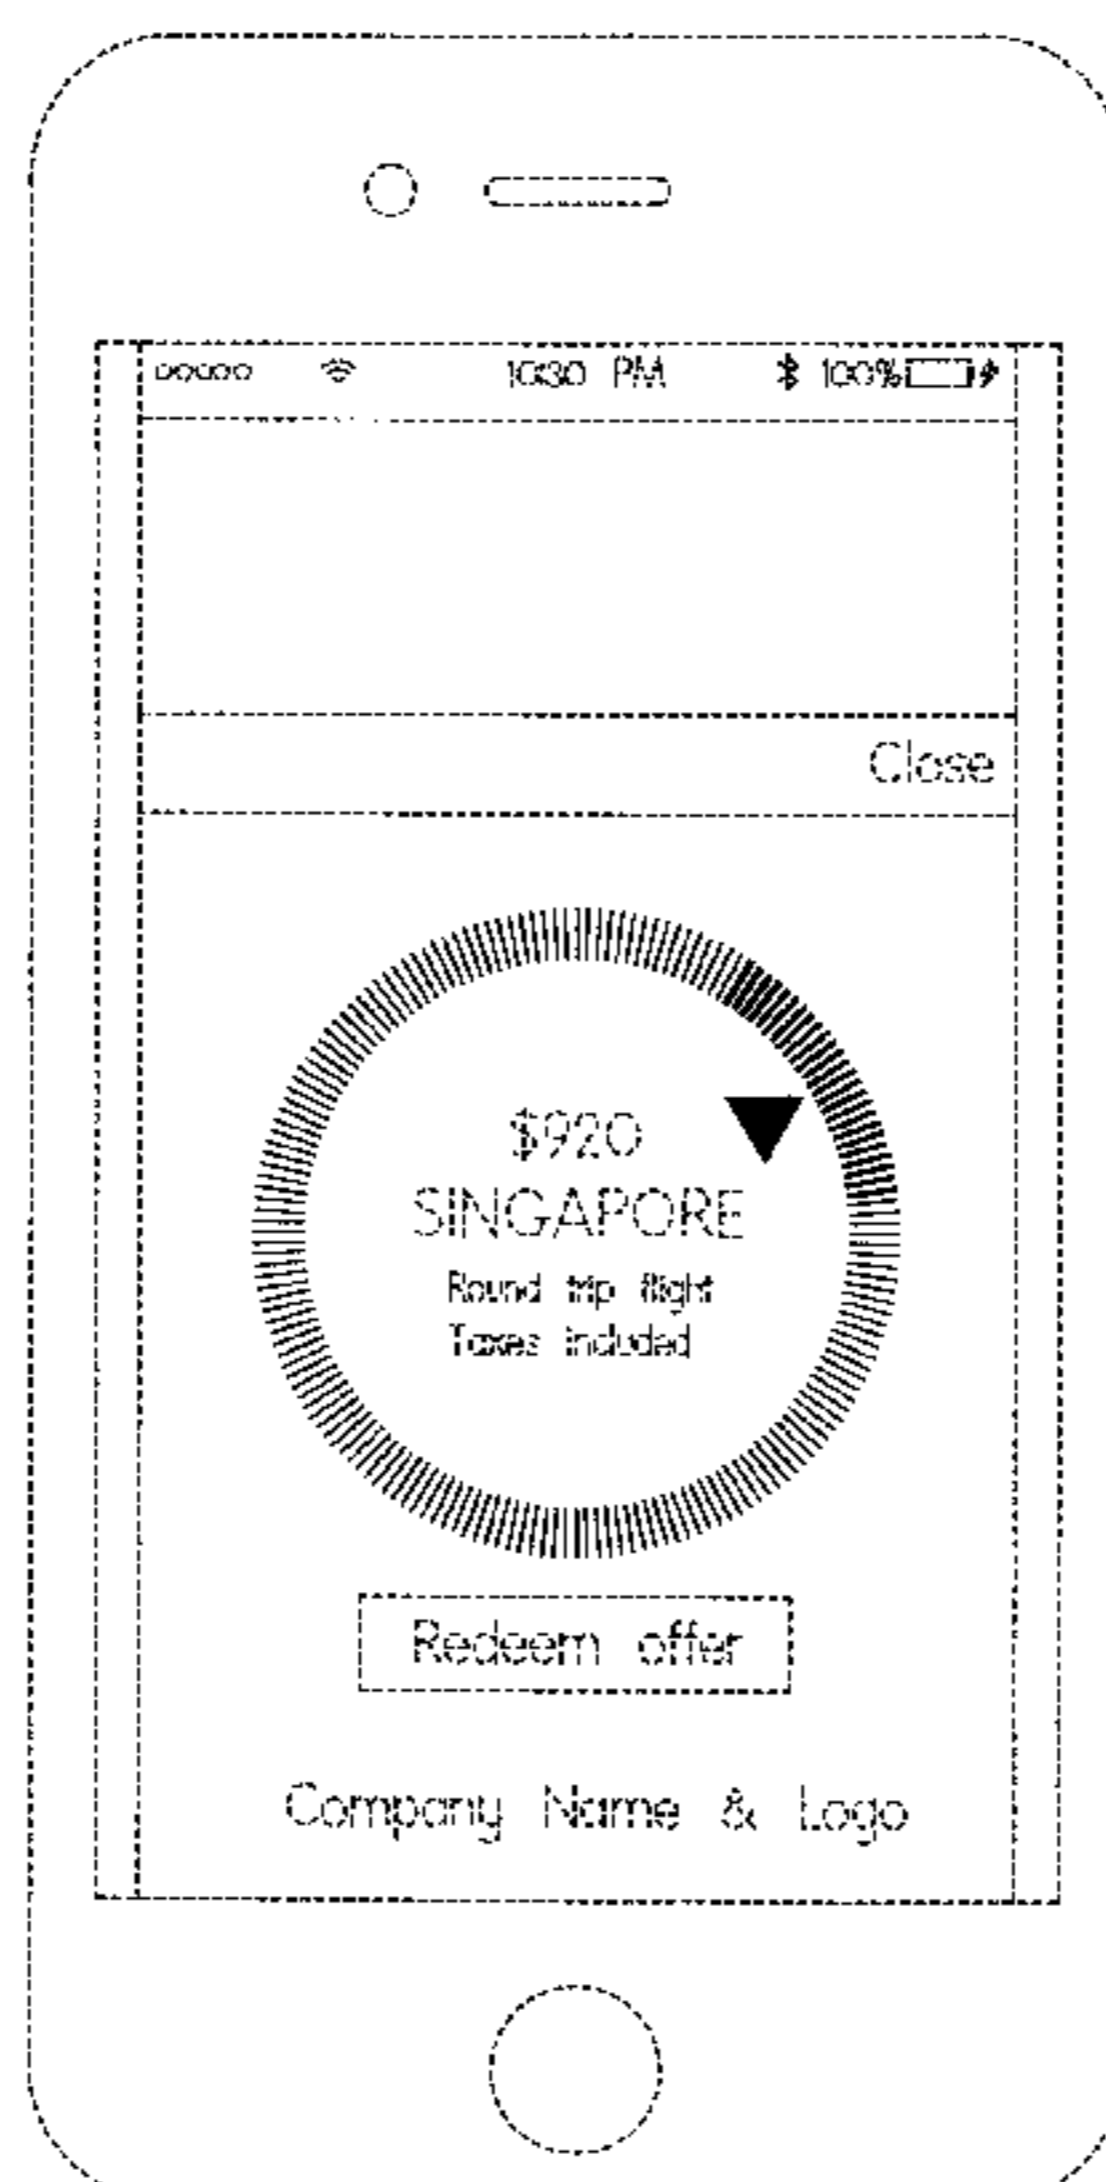 10:30 PM 100%
Close
$920
SINGAPORE
Round trip flight
Taxes included
Redeem offer
Company Name & Logo